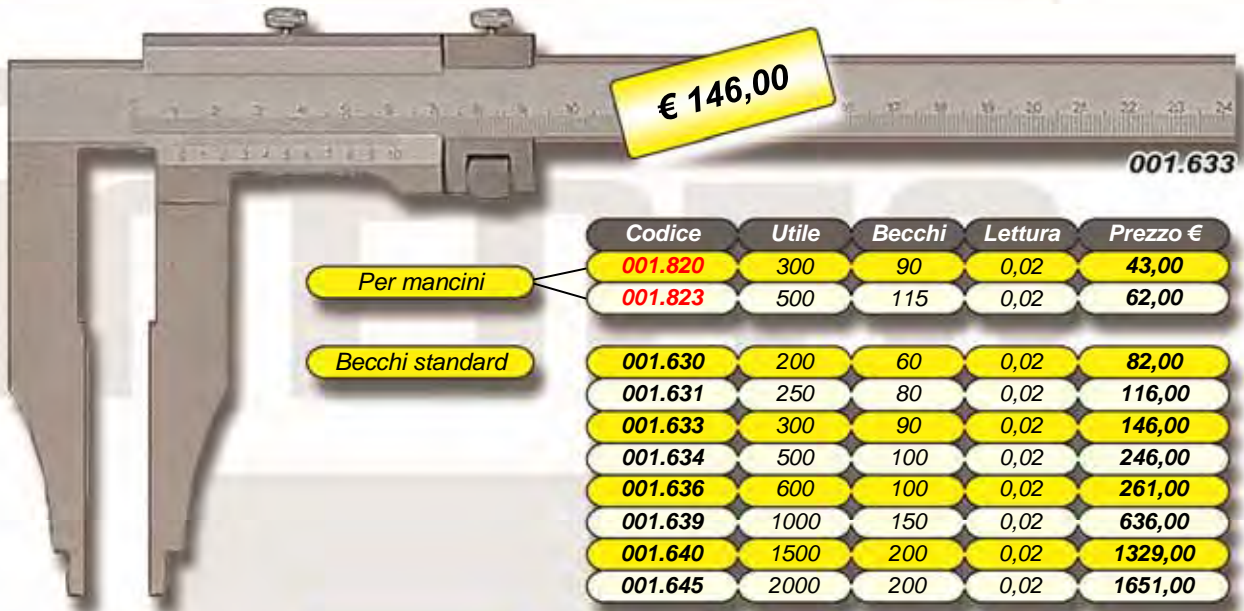 € 146,00
001.633
Codice Utile Becchi Lettura Prezzo €
Per mancini
001.820 300 90 0,02 43,00
001.823 500 115 0,02 62,00
Becchi standard
001.630 200 60 0,02 82,00
001.631 250 80 0,02 116,00
001.633 300 90 0,02 146,00
001.634 500 100 0,02 246,00
001.636 600 100 0,02 261,00
001.639 1000 150 0,02 636,00
001.640 1500 200 0,02 1329,00
001.645 2000 200 0,02 1651,00